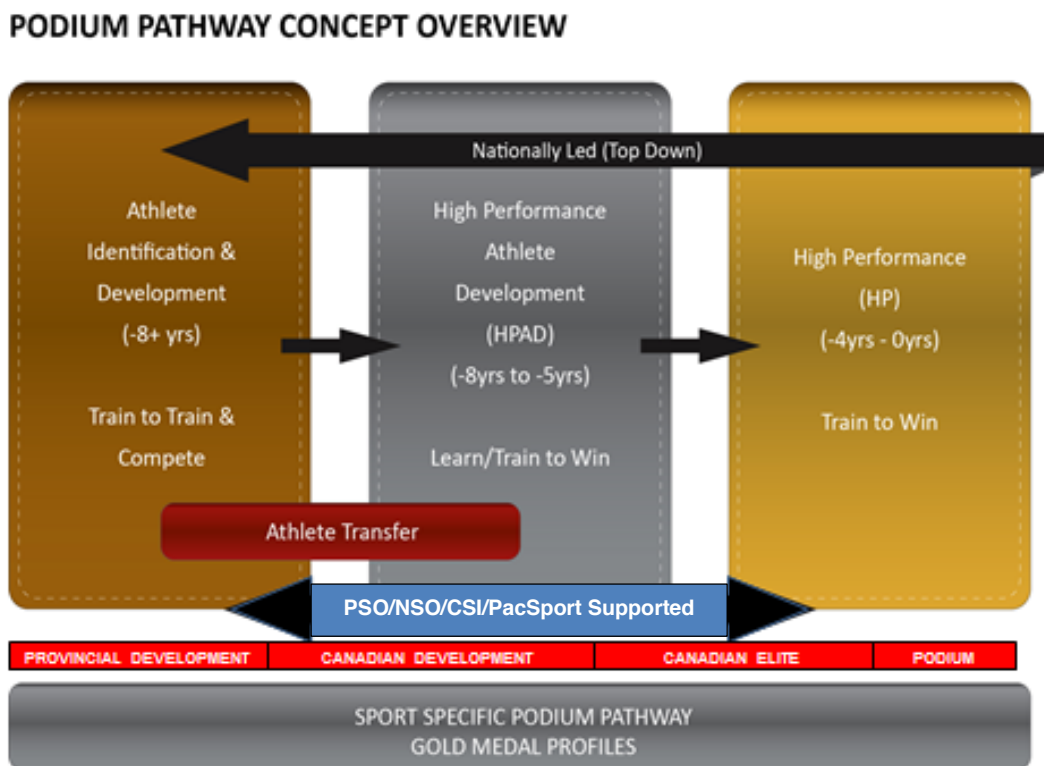 PODIUM PATHWAY CONCEPT OVERVIEW
Nationally Led (Top Down)
Athlete
Identification &
Development
(-8+ yrs)
Train to Train &
Compete
High Performance
Athlete
Development
(HPAD)
(-8yrs to -5yrs)
Learn/Train to Win
High Performance
(HP)
(-4yrs - 0yrs)
Train to Win
Athlete Transfer
PSO/NSO/CSI/PacSport Supported
PROVINCIAL DEVELOPMENT
CANADIAN DEVELOPMENT
CANADIAN ELITE
PODIUM
SPORT SPECIFIC PODIUM PATHWAY
GOLD MEDAL PROFILES